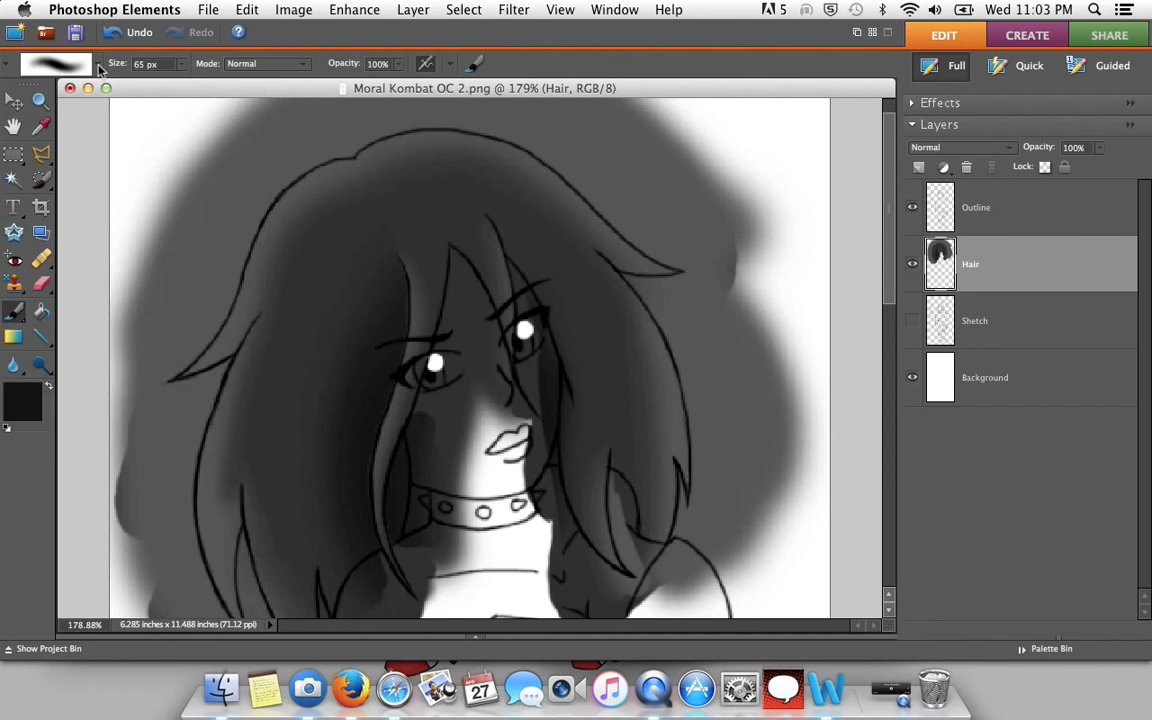 Photoshop Elements File Edit Image Enhance Layer Select Filter View Window Help 5 Wed 11:03 PM
Undo Redo EDIT CREATE SHARE
Size: 65 px Mode: Normal Opacity: 100% Full Quick Guided
Moral Kombat OC 2.png @ 179% (Hair, RGB/8)
Effects
Layers
Normal Opacity: 100%
Lock:
Outline
Hair
Shetch
Background
178.88% 6.285 inches x 11.488 inches (71.12 ppi)
Show Project Bin Palette Bin
APR
27